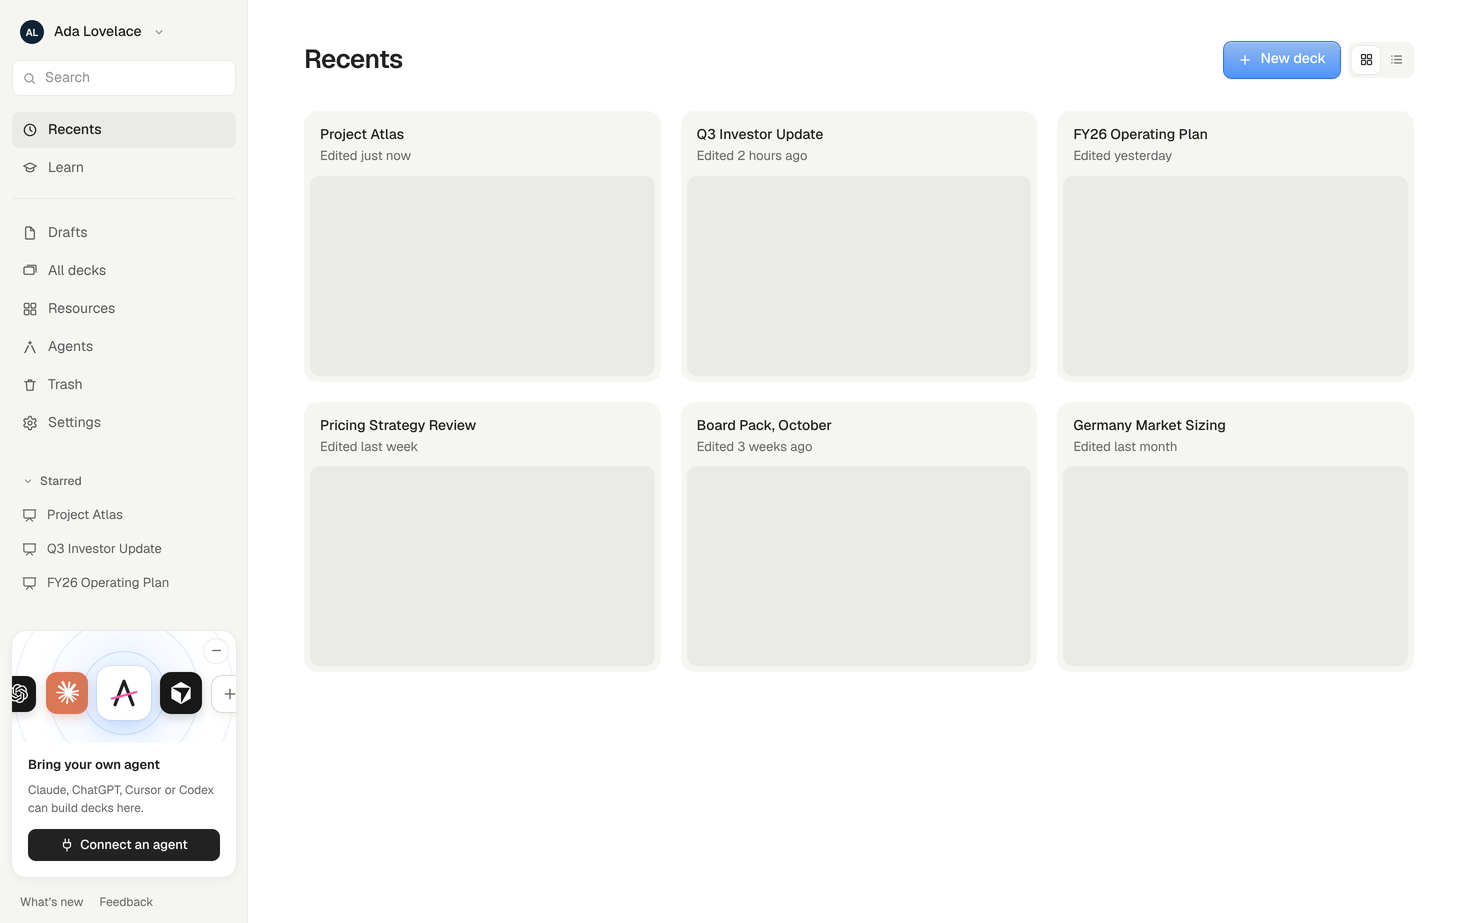 AL
Ada Lovelace
Search
Recents
Learn
Drafts
All decks
Resources
Agents
Trash
Settings
Starred
Project Atlas
Q3 Investor Update
FY26 Operating Plan
Bring your own agent
Claude, ChatGPT, Cursor or Codex
can build decks here.
Connect an agent
What's new
Feedback
Recents
New deck
Project Atlas
Edited just now
Q3 Investor Update
Edited 2 hours ago
FY26 Operating Plan
Edited yesterday
Pricing Strategy Review
Edited last week
Board Pack, October
Edited 3 weeks ago
Germany Market Sizing
Edited last month